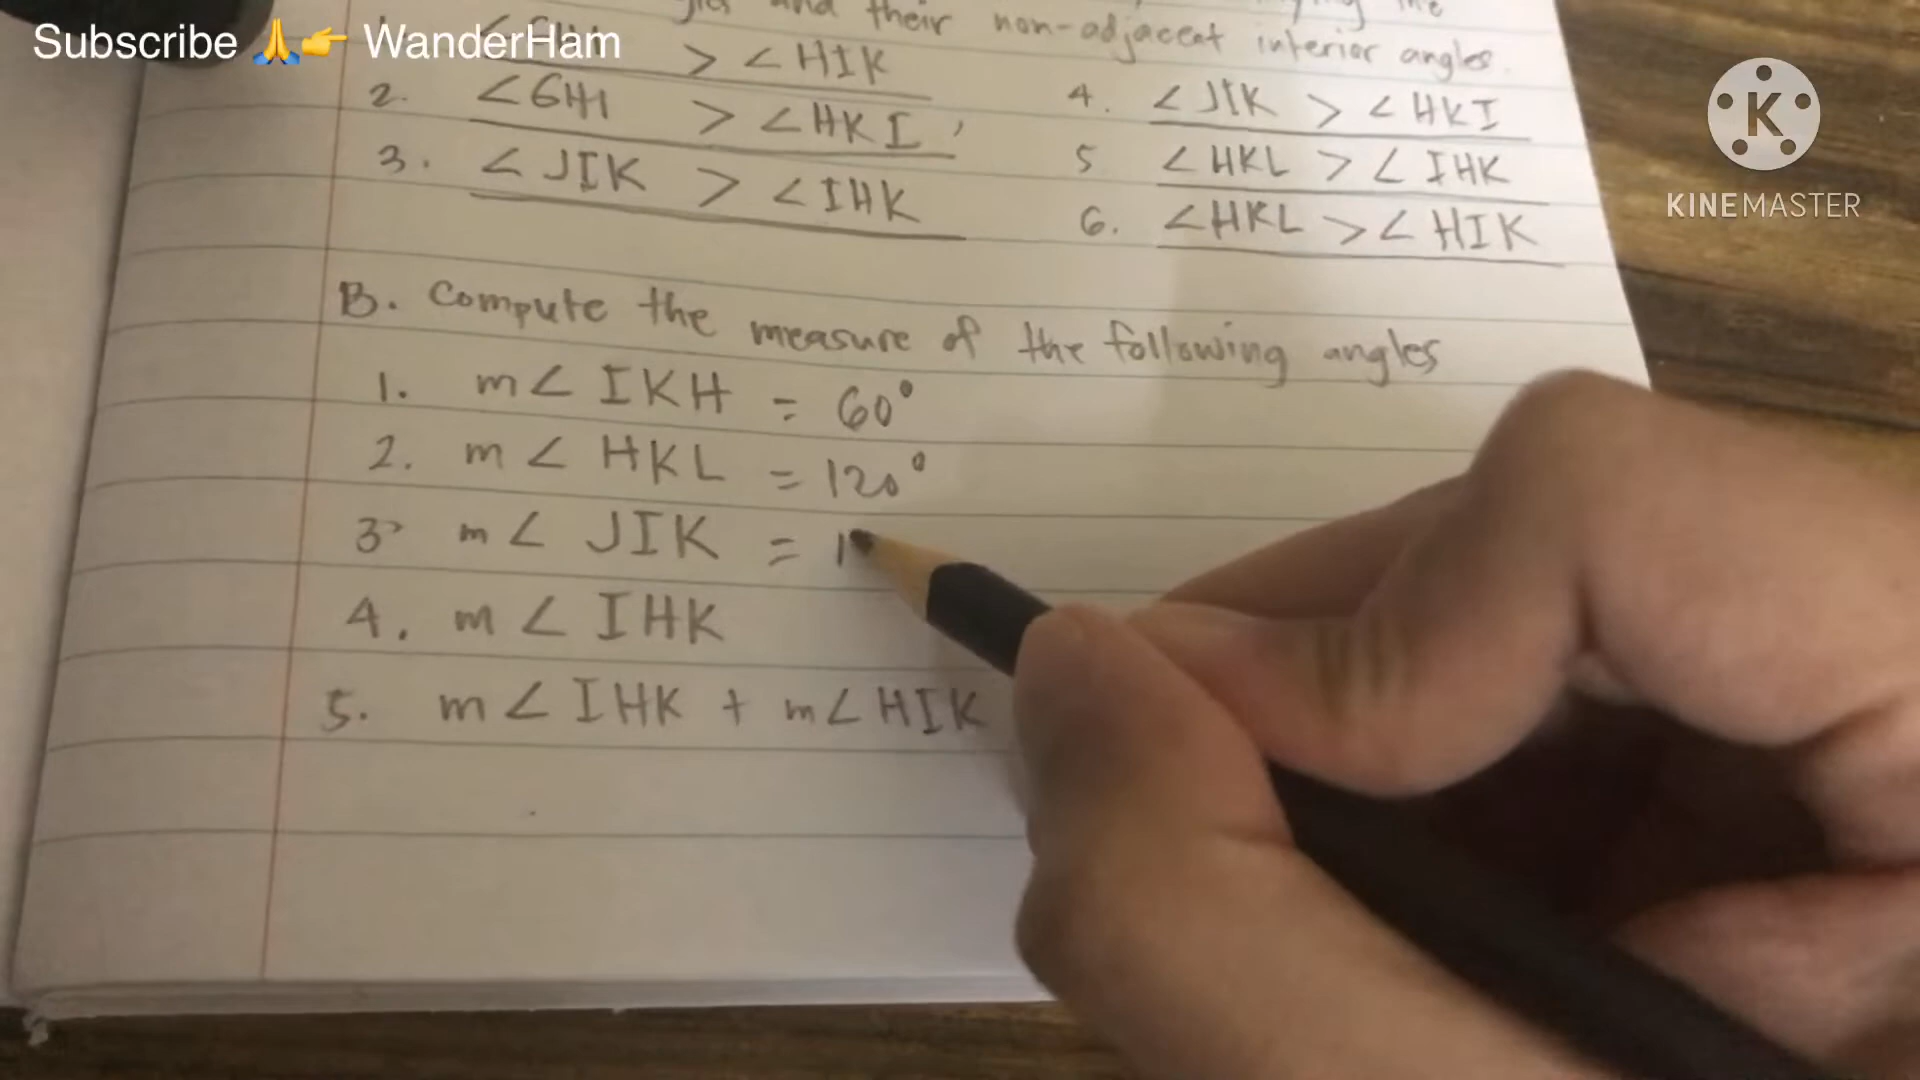 Subscribe 🙏👉 WanderHam
and their non-adjacent interior angles.
> ∠HIK
2. ∠GHI > ∠HKI,
3. ∠JIK > ∠IHK
4. ∠JIK > ∠HKI
5 ∠HKL > ∠IHK
6. ∠HKL > ∠HIK
K
KINEMASTER
B. Compute the measure of the following angles
1. m∠IKH = 60°
2. m∠HKL = 120°
3. m∠JIK = 1
4. m∠IHK
5. m∠IHK + m∠HIK